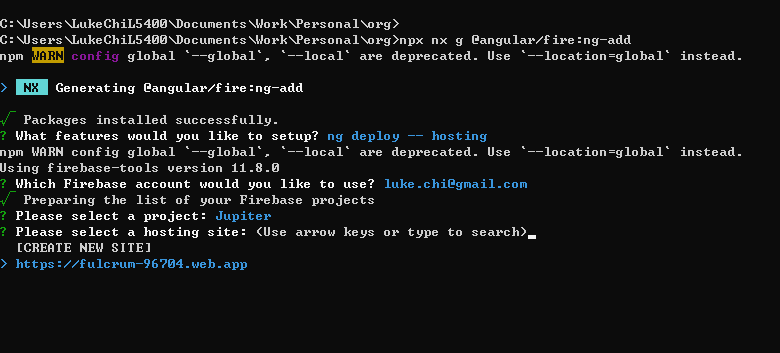 C:\Users\LukeChiL5400\Documents\Work\Personal\org>
C:\Users\LukeChiL5400\Documents\Work\Personal\org>npx nx g @angular/fire:ng-add
npm WARN config global `--global`, `--local` are deprecated. Use `--location=global` instead.
> NX Generating @angular/fire:ng-add
√ Packages installed successfully.
? What features would you like to setup? ng deploy -- hosting
npm WARN config global `--global`, `--local` are deprecated. Use `--location=global` instead.
Using firebase-tools version 11.8.0
? Which Firebase account would you like to use? luke.chi@gmail.com
√ Preparing the list of your Firebase projects
? Please select a project: Jupiter
? Please select a hosting site: (Use arrow keys or type to search)
[CREATE NEW SITE]
> https://fulcrum-96704.web.app